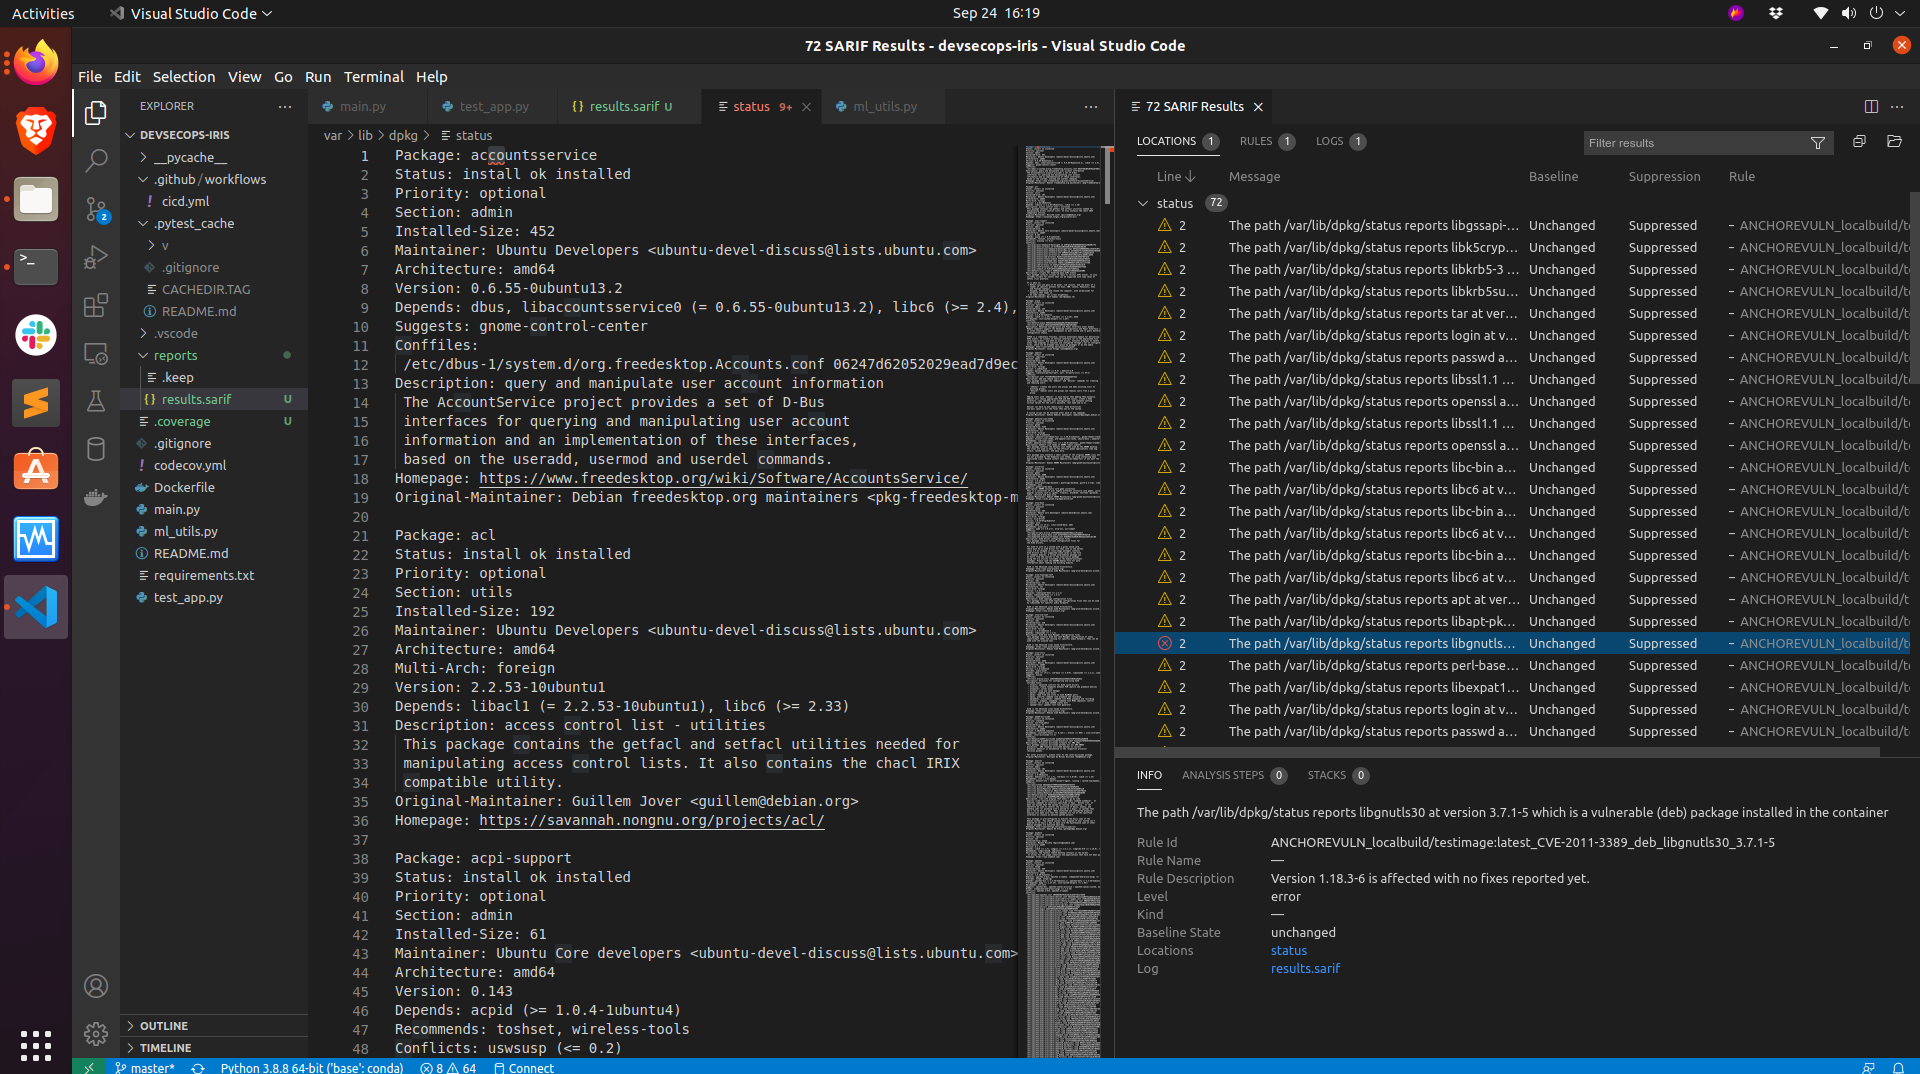 Activities
Visual Studio Code
Sep 24 16:19
72 SARIF Results - devsecops-iris - Visual Studio Code
File Edit Selection View Go Run Terminal Help
EXPLORER
DEVSECOPS-IRIS
__pycache__
.github/workflows
cicd.yml
.pytest_cache
v
.gitignore
CACHEDIR.TAG
README.md
.vscode
reports
.keep
results.sarif U
.coverage U
.gitignore
codecov.yml
Dockerfile
main.py
ml_utils.py
README.md
requirements.txt
test_app.py
OUTLINE
TIMELINE
2
main.py
test_app.py
results.sarif U
status 9+
ml_utils.py
var > lib > dpkg > status
1 Package: accountsservice
2 Status: install ok installed
3 Priority: optional
4 Section: admin
5 Installed-Size: 452
6 Maintainer: Ubuntu Developers <ubuntu-devel-discuss@lists.ubuntu.com>
7 Architecture: amd64
8 Version: 0.6.55-0ubuntu13.2
9 Depends: dbus, libaccountsservice0 (= 0.6.55-0ubuntu13.2), libc6 (>= 2.4),
10 Suggests: gnome-control-center
11 Conffiles:
12 /etc/dbus-1/system.d/org.freedesktop.Accounts.conf 06247d62052029ead7d9ec
13 Description: query and manipulate user account information
14 The AccountService project provides a set of D-Bus
15 interfaces for querying and manipulating user account
16 information and an implementation of these interfaces,
17 based on the useradd, usermod and userdel commands.
18 Homepage: https://www.freedesktop.org/wiki/Software/AccountsService/
19 Original-Maintainer: Debian freedesktop.org maintainers <pkg-freedesktop-m
20
21 Package: acl
22 Status: install ok installed
23 Priority: optional
24 Section: utils
25 Installed-Size: 192
26 Maintainer: Ubuntu Developers <ubuntu-devel-discuss@lists.ubuntu.com>
27 Architecture: amd64
28 Multi-Arch: foreign
29 Version: 2.2.53-10ubuntu1
30 Depends: libacl1 (= 2.2.53-10ubuntu1), libc6 (>= 2.33)
31 Description: access control list - utilities
32 This package contains the getfacl and setfacl utilities needed for
33 manipulating access control lists. It also contains the chacl IRIX
34 compatible utility.
35 Original-Maintainer: Guillem Jover <guillem@debian.org>
36 Homepage: https://savannah.nongnu.org/projects/acl/
37
38 Package: acpi-support
39 Status: install ok installed
40 Priority: optional
41 Section: admin
42 Installed-Size: 61
43 Maintainer: Ubuntu Core developers <ubuntu-devel-discuss@lists.ubuntu.com>
44 Architecture: amd64
45 Version: 0.143
46 Depends: acpid (>= 1.0.4-1ubuntu4)
47 Recommends: toshset, wireless-tools
48 Conflicts: uswsusp (<= 0.2)
72 SARIF Results
LOCATIONS 1 RULES 1 LOGS 1
Filter results
Line Message Baseline Suppression Rule
status 72
2 The path /var/lib/dpkg/status reports libgssapi-... Unchanged Suppressed – ANCHOREVULN_localbuild/t
2 The path /var/lib/dpkg/status reports libk5cryp... Unchanged Suppressed – ANCHOREVULN_localbuild/t
2 The path /var/lib/dpkg/status reports libkrb5-3 ... Unchanged Suppressed – ANCHOREVULN_localbuild/t
2 The path /var/lib/dpkg/status reports libkrb5su... Unchanged Suppressed – ANCHOREVULN_localbuild/t
2 The path /var/lib/dpkg/status reports tar at ver... Unchanged Suppressed – ANCHOREVULN_localbuild/t
2 The path /var/lib/dpkg/status reports login at v... Unchanged Suppressed – ANCHOREVULN_localbuild/t
2 The path /var/lib/dpkg/status reports passwd a... Unchanged Suppressed – ANCHOREVULN_localbuild/t
2 The path /var/lib/dpkg/status reports libssl1.1 ... Unchanged Suppressed – ANCHOREVULN_localbuild/t
2 The path /var/lib/dpkg/status reports openssl a... Unchanged Suppressed – ANCHOREVULN_localbuild/t
2 The path /var/lib/dpkg/status reports libssl1.1 ... Unchanged Suppressed – ANCHOREVULN_localbuild/t
2 The path /var/lib/dpkg/status reports openssl a... Unchanged Suppressed – ANCHOREVULN_localbuild/t
2 The path /var/lib/dpkg/status reports libc-bin a... Unchanged Suppressed – ANCHOREVULN_localbuild/t
2 The path /var/lib/dpkg/status reports libc6 at v... Unchanged Suppressed – ANCHOREVULN_localbuild/t
2 The path /var/lib/dpkg/status reports libc-bin a... Unchanged Suppressed – ANCHOREVULN_localbuild/t
2 The path /var/lib/dpkg/status reports libc6 at v... Unchanged Suppressed – ANCHOREVULN_localbuild/t
2 The path /var/lib/dpkg/status reports libc-bin a... Unchanged Suppressed – ANCHOREVULN_localbuild/t
2 The path /var/lib/dpkg/status reports libc6 at v... Unchanged Suppressed – ANCHOREVULN_localbuild/t
2 The path /var/lib/dpkg/status reports apt at ver... Unchanged Suppressed – ANCHOREVULN_localbuild/t
2 The path /var/lib/dpkg/status reports libapt-pk... Unchanged Suppressed – ANCHOREVULN_localbuild/t
2 The path /var/lib/dpkg/status reports libgnutls... Unchanged Suppressed – ANCHOREVULN_localbuild/t
2 The path /var/lib/dpkg/status reports perl-base... Unchanged Suppressed – ANCHOREVULN_localbuild/t
2 The path /var/lib/dpkg/status reports libexpat1... Unchanged Suppressed – ANCHOREVULN_localbuild/t
2 The path /var/lib/dpkg/status reports login at v... Unchanged Suppressed – ANCHOREVULN_localbuild/t
2 The path /var/lib/dpkg/status reports passwd a... Unchanged Suppressed – ANCHOREVULN_localbuild/t
INFO ANALYSIS STEPS 0 STACKS 0
The path /var/lib/dpkg/status reports libgnutls30 at version 3.7.1-5 which is a vulnerable (deb) package installed in the container
Rule Id ANCHOREVULN_localbuild/testimage:latest_CVE-2011-3389_deb_libgnutls30_3.7.1-5
Rule Name —
Rule Description Version 1.18.3-6 is affected with no fixes reported yet.
Level error
Kind —
Baseline State unchanged
Locations status
Log results.sarif
master* Python 3.8.8 64-bit ('base': conda) 8 64 Connect